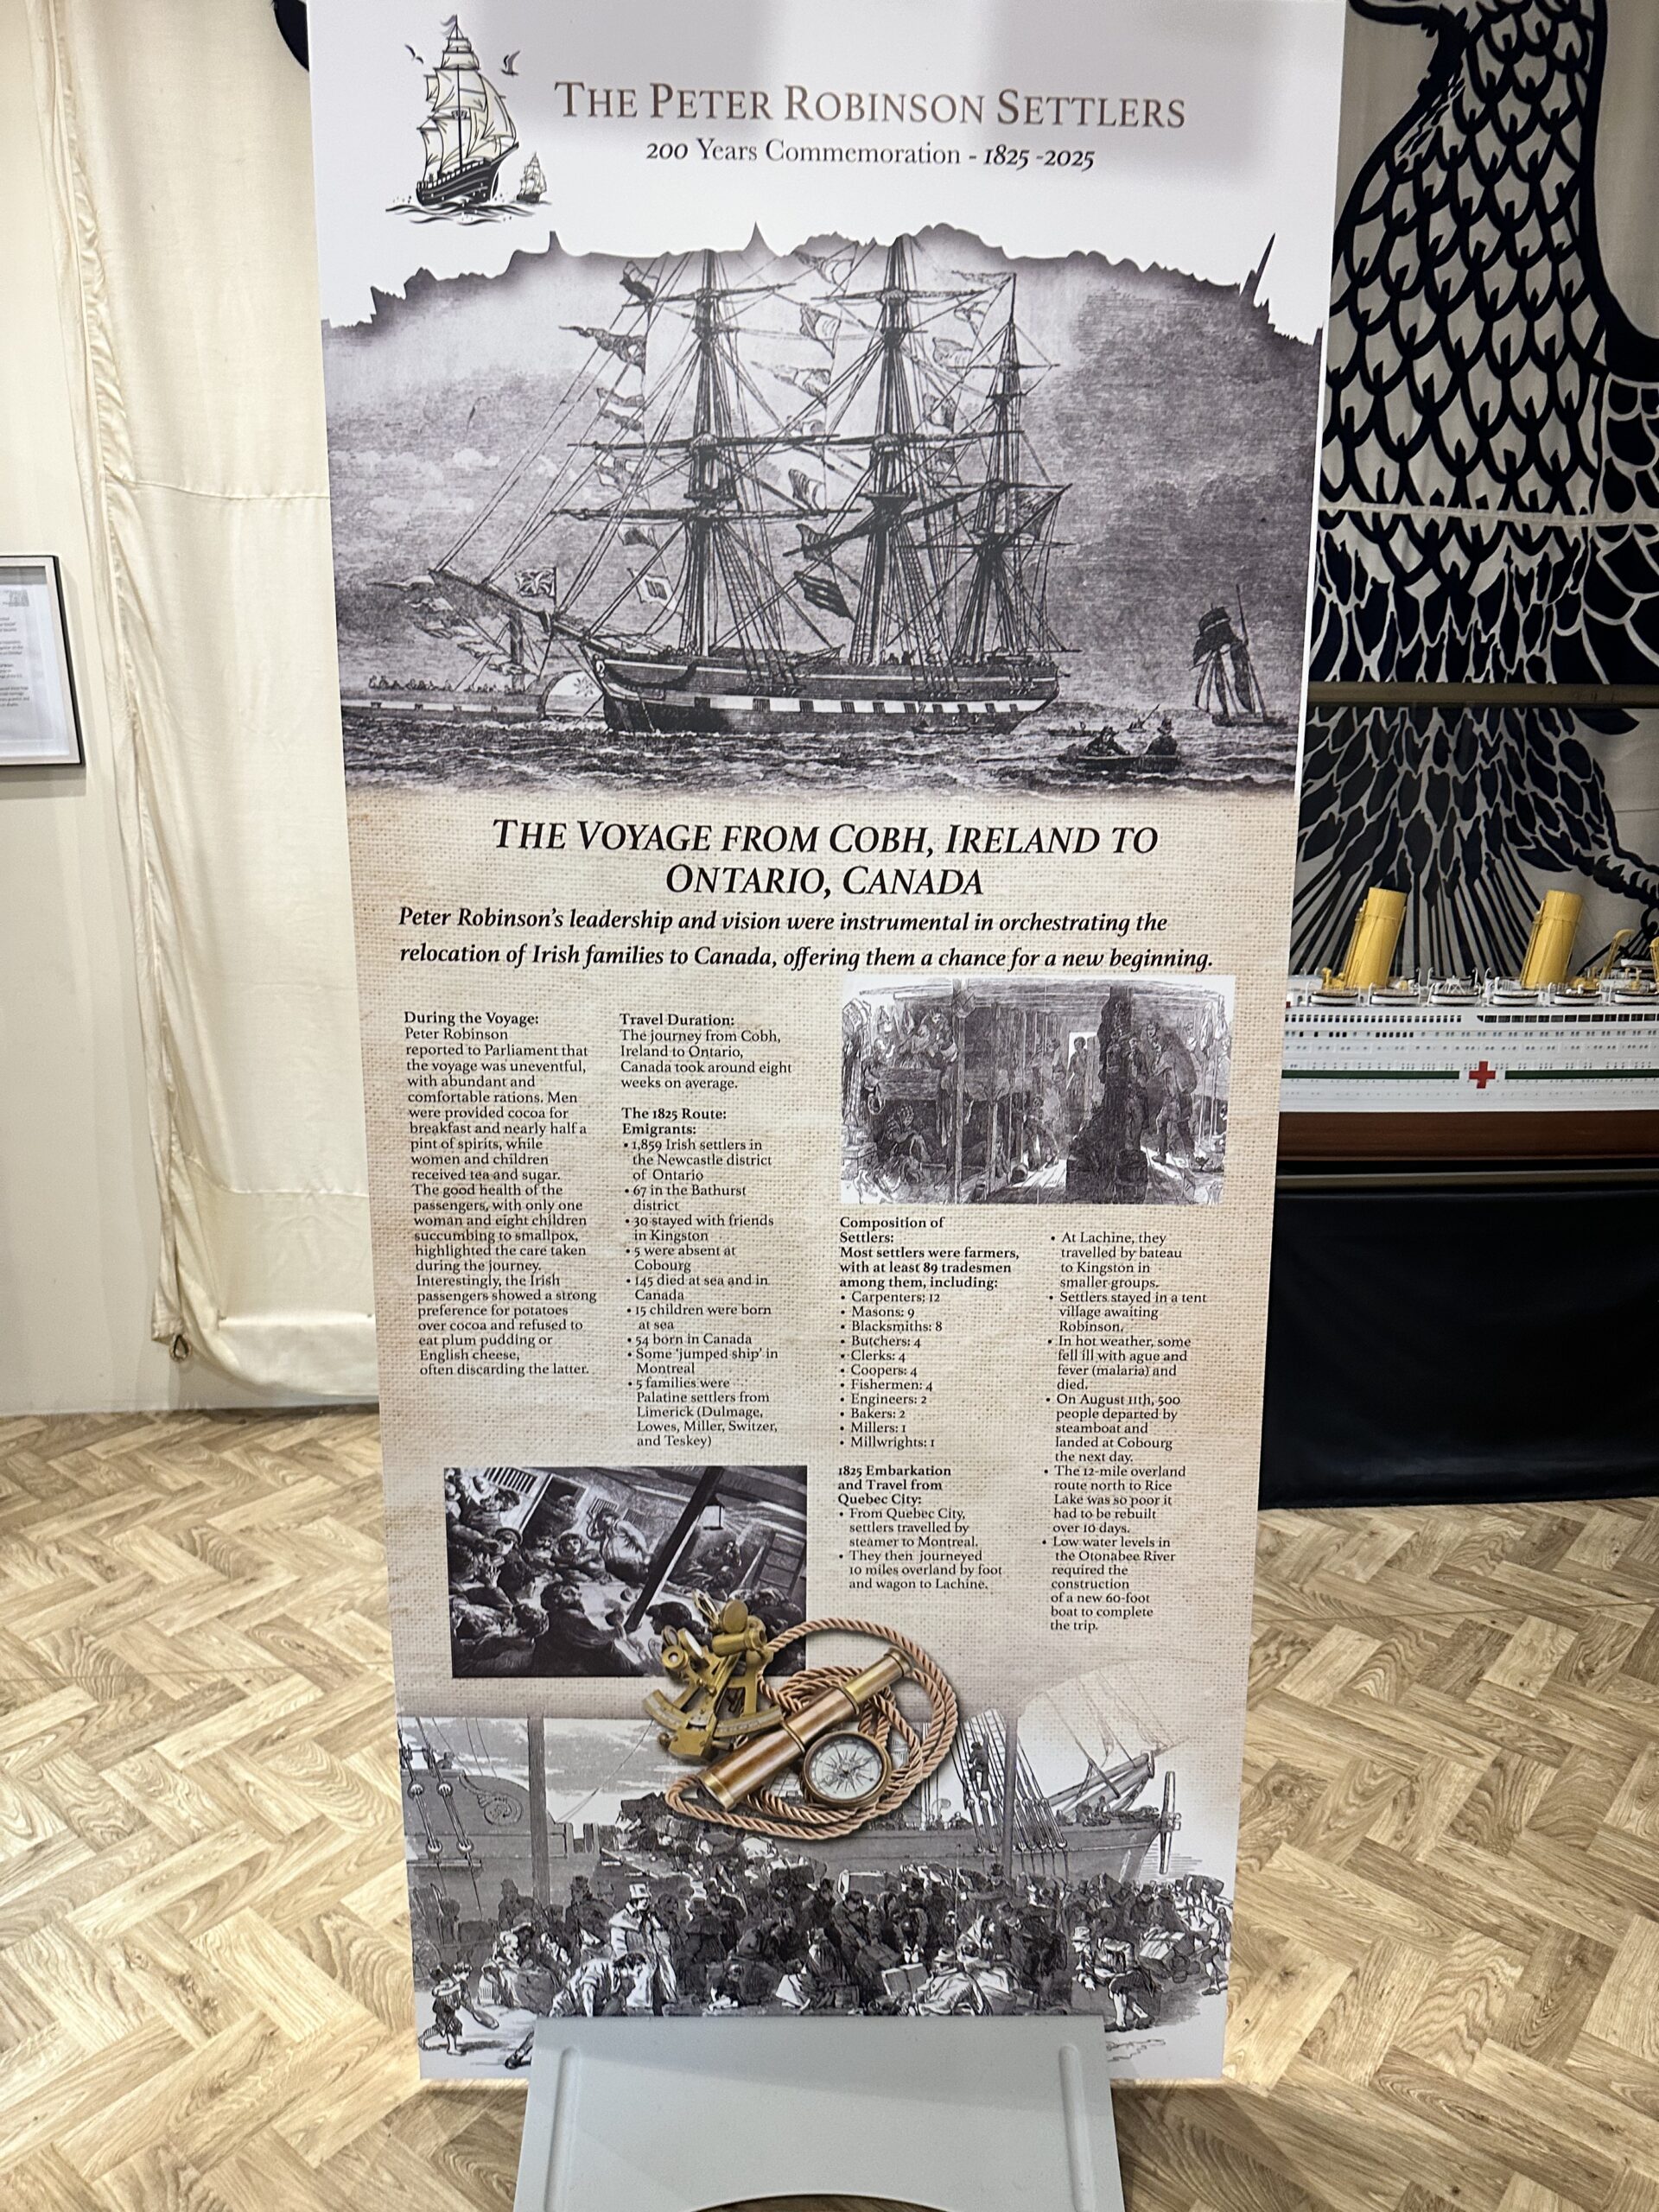 THE PETER ROBINSON SETTLERS
200 Years Commemoration - 1825 -2025
THE VOYAGE FROM COBH, IRELAND TO
ONTARIO, CANADA
Peter Robinson's leadership and vision were instrumental in orchestrating the
relocation of Irish families to Canada, offering them a chance for a new beginning.
During the Voyage:
Peter Robinson
reported to Parliament that
the voyage was uneventful,
with abundant and
comfortable rations. Men
were provided cocoa for
breakfast and nearly half a
pint of spirits, while
women and children
received tea and sugar.
The good health of the
passengers, with only one
woman and eight children
succumbing to smallpox,
highlighted the care taken
during the journey.
Interestingly, the Irish
passengers showed a strong
preference for potatoes
over cocoa and refused to
eat plum pudding or
English cheese,
often discarding the latter.
Travel Duration:
The journey from Cobh,
Ireland to Ontario,
Canada took around eight
weeks on average.
The 1825 Route:
Emigrants:
• 1,859 Irish settlers in
the Newcastle district
of Ontario
• 67 in the Bathurst
district
• 30 stayed with friends
in Kingston
• 5 were absent at
Cobourg
• 145 died at sea and in
Canada
• 15 children were born
at sea
• 54 born in Canada
• Some 'jumped ship' in
Montreal
• 5 families were
Palatine settlers from
Limerick (Dulmage,
Lowes, Miller, Switzer,
and Teskey)
Composition of
Settlers:
Most settlers were farmers,
with at least 89 tradesmen
among them, including:
• Carpenters: 12
• Masons: 9
• Blacksmiths: 8
• Butchers: 4
• Clerks: 4
• Coopers: 4
• Fishermen: 4
• Engineers: 2
• Bakers: 2
• Millers: 1
• Millwrights: 1
1825 Embarkation
and Travel from
Quebec City:
• From Quebec City,
settlers travelled by
steamer to Montreal.
• They then journeyed
10 miles overland by foot
and wagon to Lachine.
• At Lachine, they
travelled by bateau
to Kingston in
smaller groups.
• Settlers stayed in a tent
village awaiting
Robinson.
• In hot weather, some
fell ill with ague and
fever (malaria) and
died.
• On August 11th, 500
people departed by
steamboat and
landed at Cobourg
the next day.
• The 12-mile overland
route north to Rice
Lake was so poor it
had to be rebuilt
over 10 days.
• Low water levels in
the Otonabee River
required the
construction
of a new 60-foot
boat to complete
the trip.